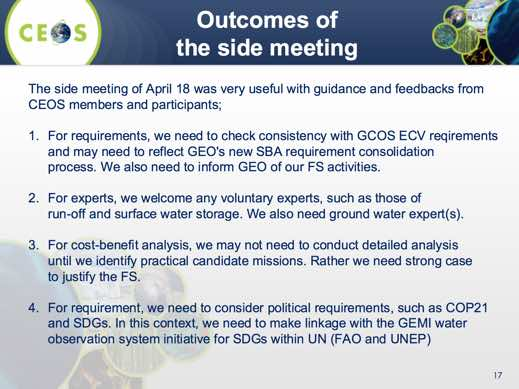 CEOS
Outcomes of
the side meeting
The side meeting of April 18 was very useful with guidance and feedbacks from
CEOS members and participants;
1. For requirements, we need to check consistency with GCOS ECV reqirements
and may need to reflect GEO's new SBA requirement consolidation
process. We also need to inform GEO of our FS activities.
2. For experts, we welcome any voluntary experts, such as those of
run-off and surface water storage. We also need ground water expert(s).
3. For cost-benefit analysis, we may not need to conduct detailed analysis
until we identify practical candidate missions. Rather we need strong case
to justify the FS.
4. For requirement, we need to consider political requirements, such as COP21
and SDGs. In this context, we need to make linkage with the GEMI water
observation system initiative for SDGs within UN (FAO and UNEP)
17